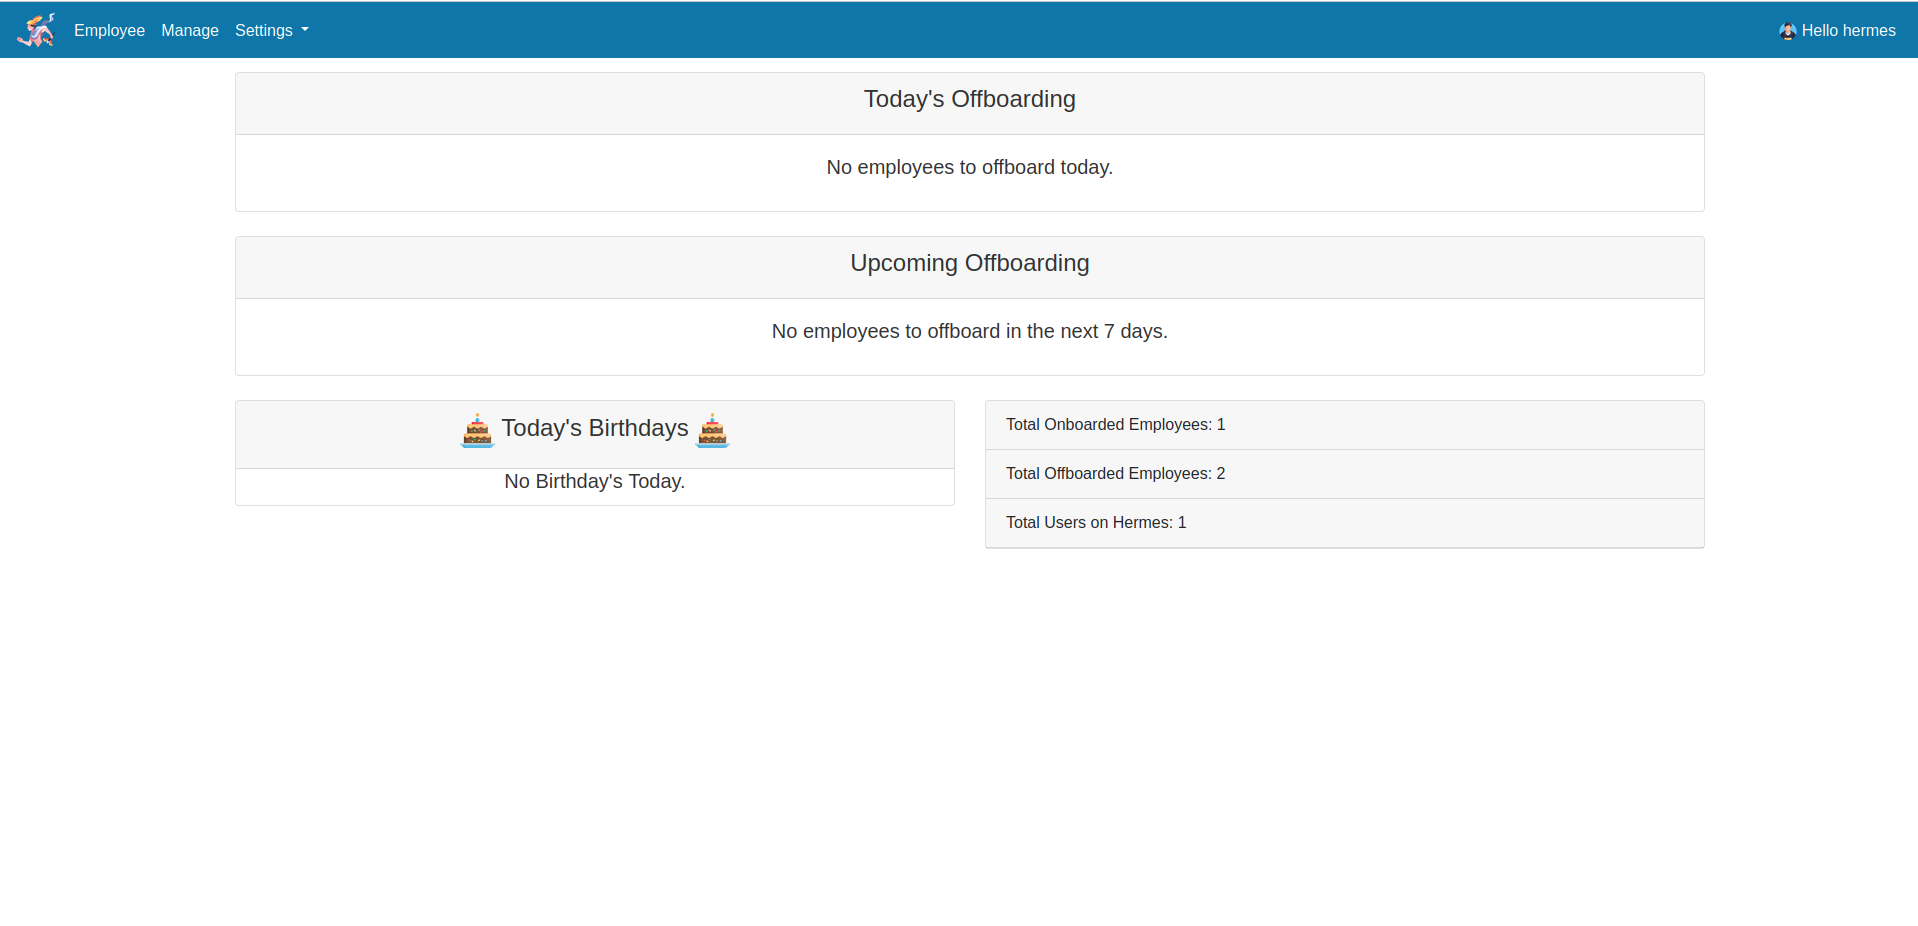 Employee Manage Settings
Hello hermes
Today's Offboarding
No employees to offboard today.
Upcoming Offboarding
No employees to offboard in the next 7 days.
Today's Birthdays
No Birthday's Today.
Total Onboarded Employees: 1
Total Offboarded Employees: 2
Total Users on Hermes: 1